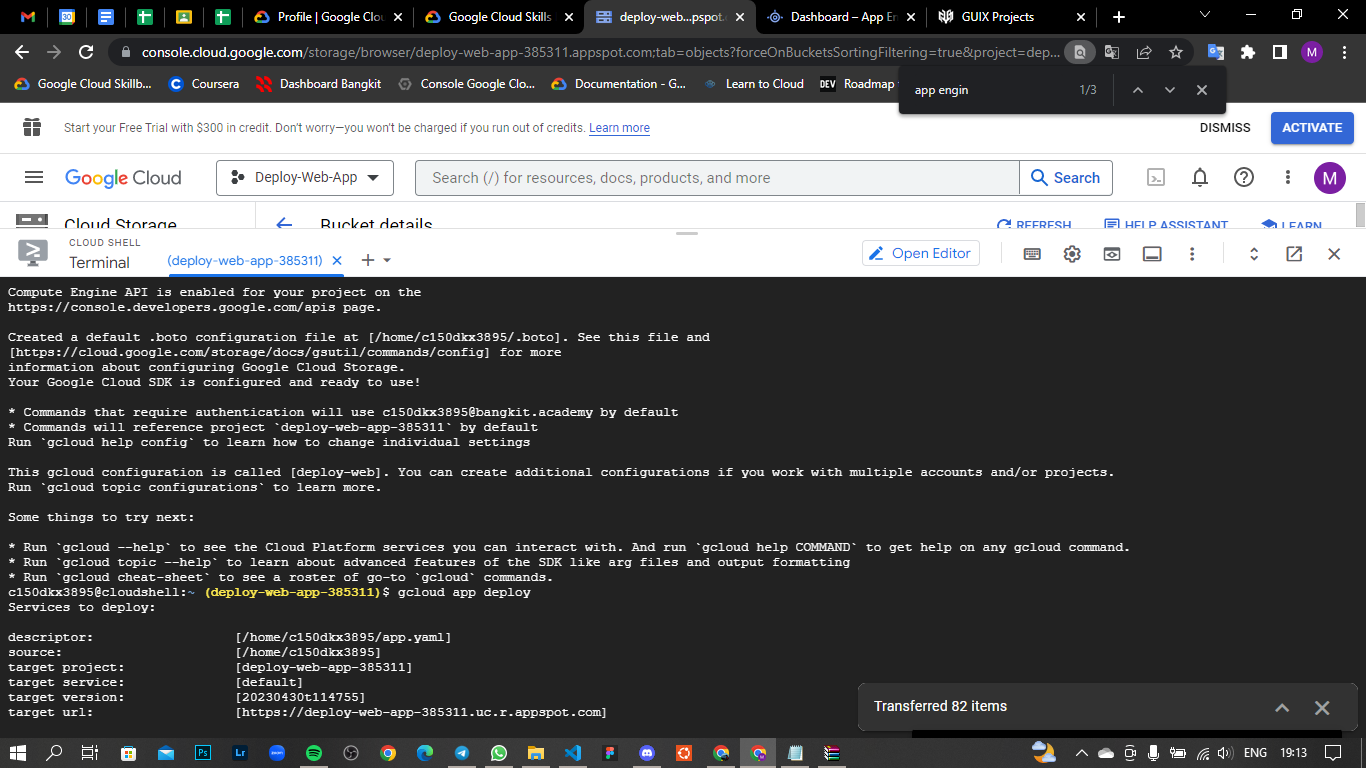 Profile | Google Clou
Google Cloud Skills
deploy-web...pspot.
Dashboard – App En
GUIX Projects
console.cloud.google.com/storage/browser/deploy-web-app-385311.appspot.com;tab=objects?forceOnBucketsSortingFiltering=true&project=dep...
M
Google Cloud Skillb...
Coursera
Dashboard Bangkit
Console Google Clo...
Documentation - G...
Learn to Cloud
DEV
Roadmap
app engin
1/3
Start your Free Trial with $300 in credit. Don't worry—you won't be charged if you run out of credits. Learn more
DISMISS
ACTIVATE
Google Cloud
Deploy-Web-App
Search (/) for resources, docs, products, and more
Search
M
Cloud Storage
Bucket details
REFRESH
HELP ASSISTANT
LEARN
CLOUD SHELL
Terminal
(deploy-web-app-385311)
Open Editor
Compute Engine API is enabled for your project on the
https://console.developers.google.com/apis page.
Created a default .boto configuration file at [/home/c150dkx3895/.boto]. See this file and
[https://cloud.google.com/storage/docs/gsutil/commands/config] for more
information about configuring Google Cloud Storage.
Your Google Cloud SDK is configured and ready to use!
* Commands that require authentication will use c150dkx3895@bangkit.academy by default
* Commands will reference project `deploy-web-app-385311` by default
Run `gcloud help config` to learn how to change individual settings
This gcloud configuration is called [deploy-web]. You can create additional configurations if you work with multiple accounts and/or projects.
Run `gcloud topic configurations` to learn more.
Some things to try next:
* Run `gcloud --help` to see the Cloud Platform services you can interact with. And run `gcloud help COMMAND` to get help on any gcloud command.
* Run `gcloud topic --help` to learn about advanced features of the SDK like arg files and output formatting
* Run `gcloud cheat-sheet` to see a roster of go-to `gcloud` commands.
c150dkx3895@cloudshell:~ (deploy-web-app-385311)$ gcloud app deploy
Services to deploy:
descriptor: [/home/c150dkx3895/app.yaml]
source: [/home/c150dkx3895]
target project: [deploy-web-app-385311]
target service: [default]
target version: [20230430t114755]
target url: [https://deploy-web-app-385311.uc.r.appspot.com]
Transferred 82 items
Ps
Lr
zoom
ENG
19:13